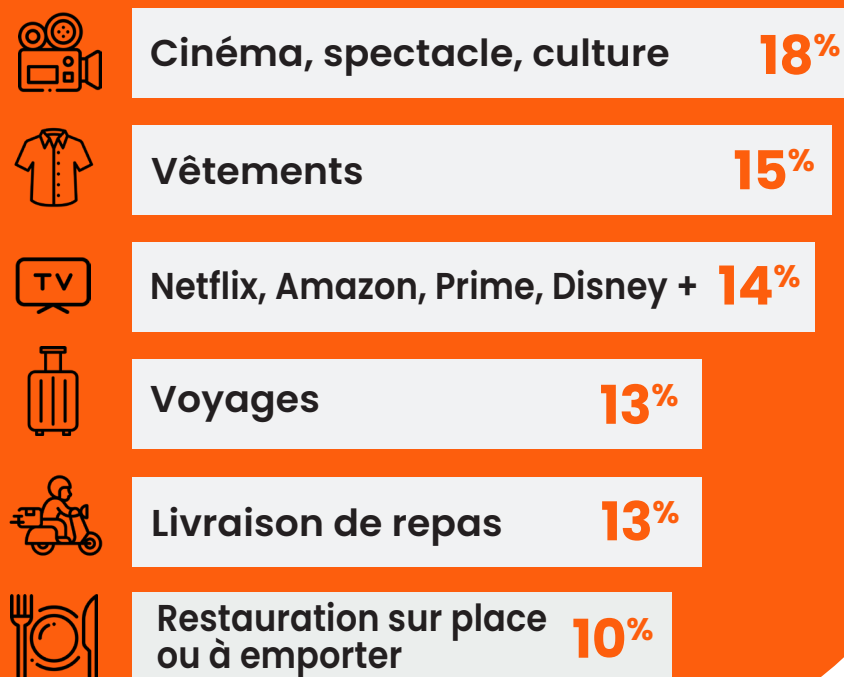 Cinéma, spectacle, culture 18%
Vêtements 15%
TV
Netflix, Amazon, Prime, Disney + 14%
Voyages 13%
Livraison de repas 13%
Restauration sur place
ou à emporter 10%